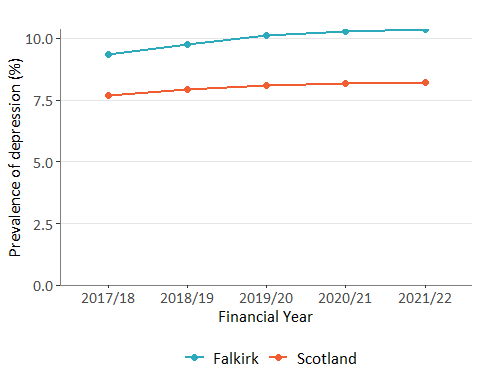 Prevalence of depression (%)
10.0
7.5
5.0
2.5
0.0
2017/18 2018/19 2019/20 2020/21 2021/22
Financial Year
Falkirk Scotland